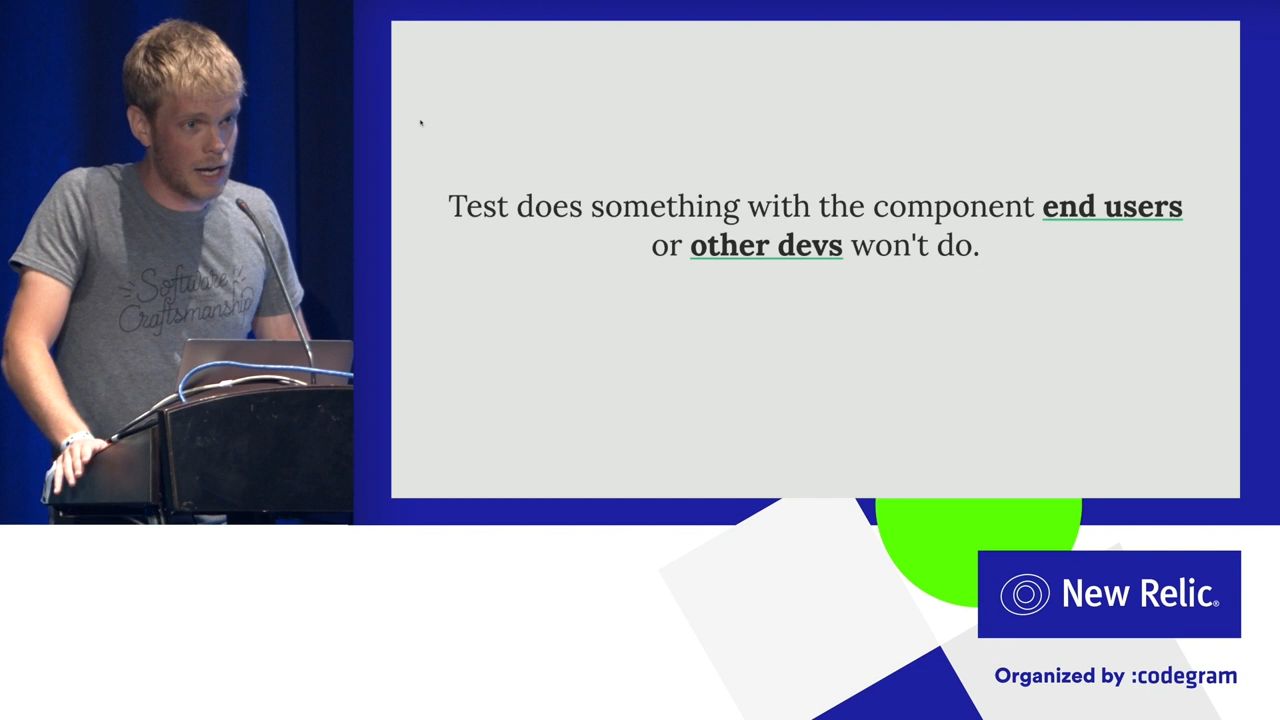 Software
Craftsmanship
Test does something with the component end users
or other devs won't do.
New Relic®
Organized by :codegram